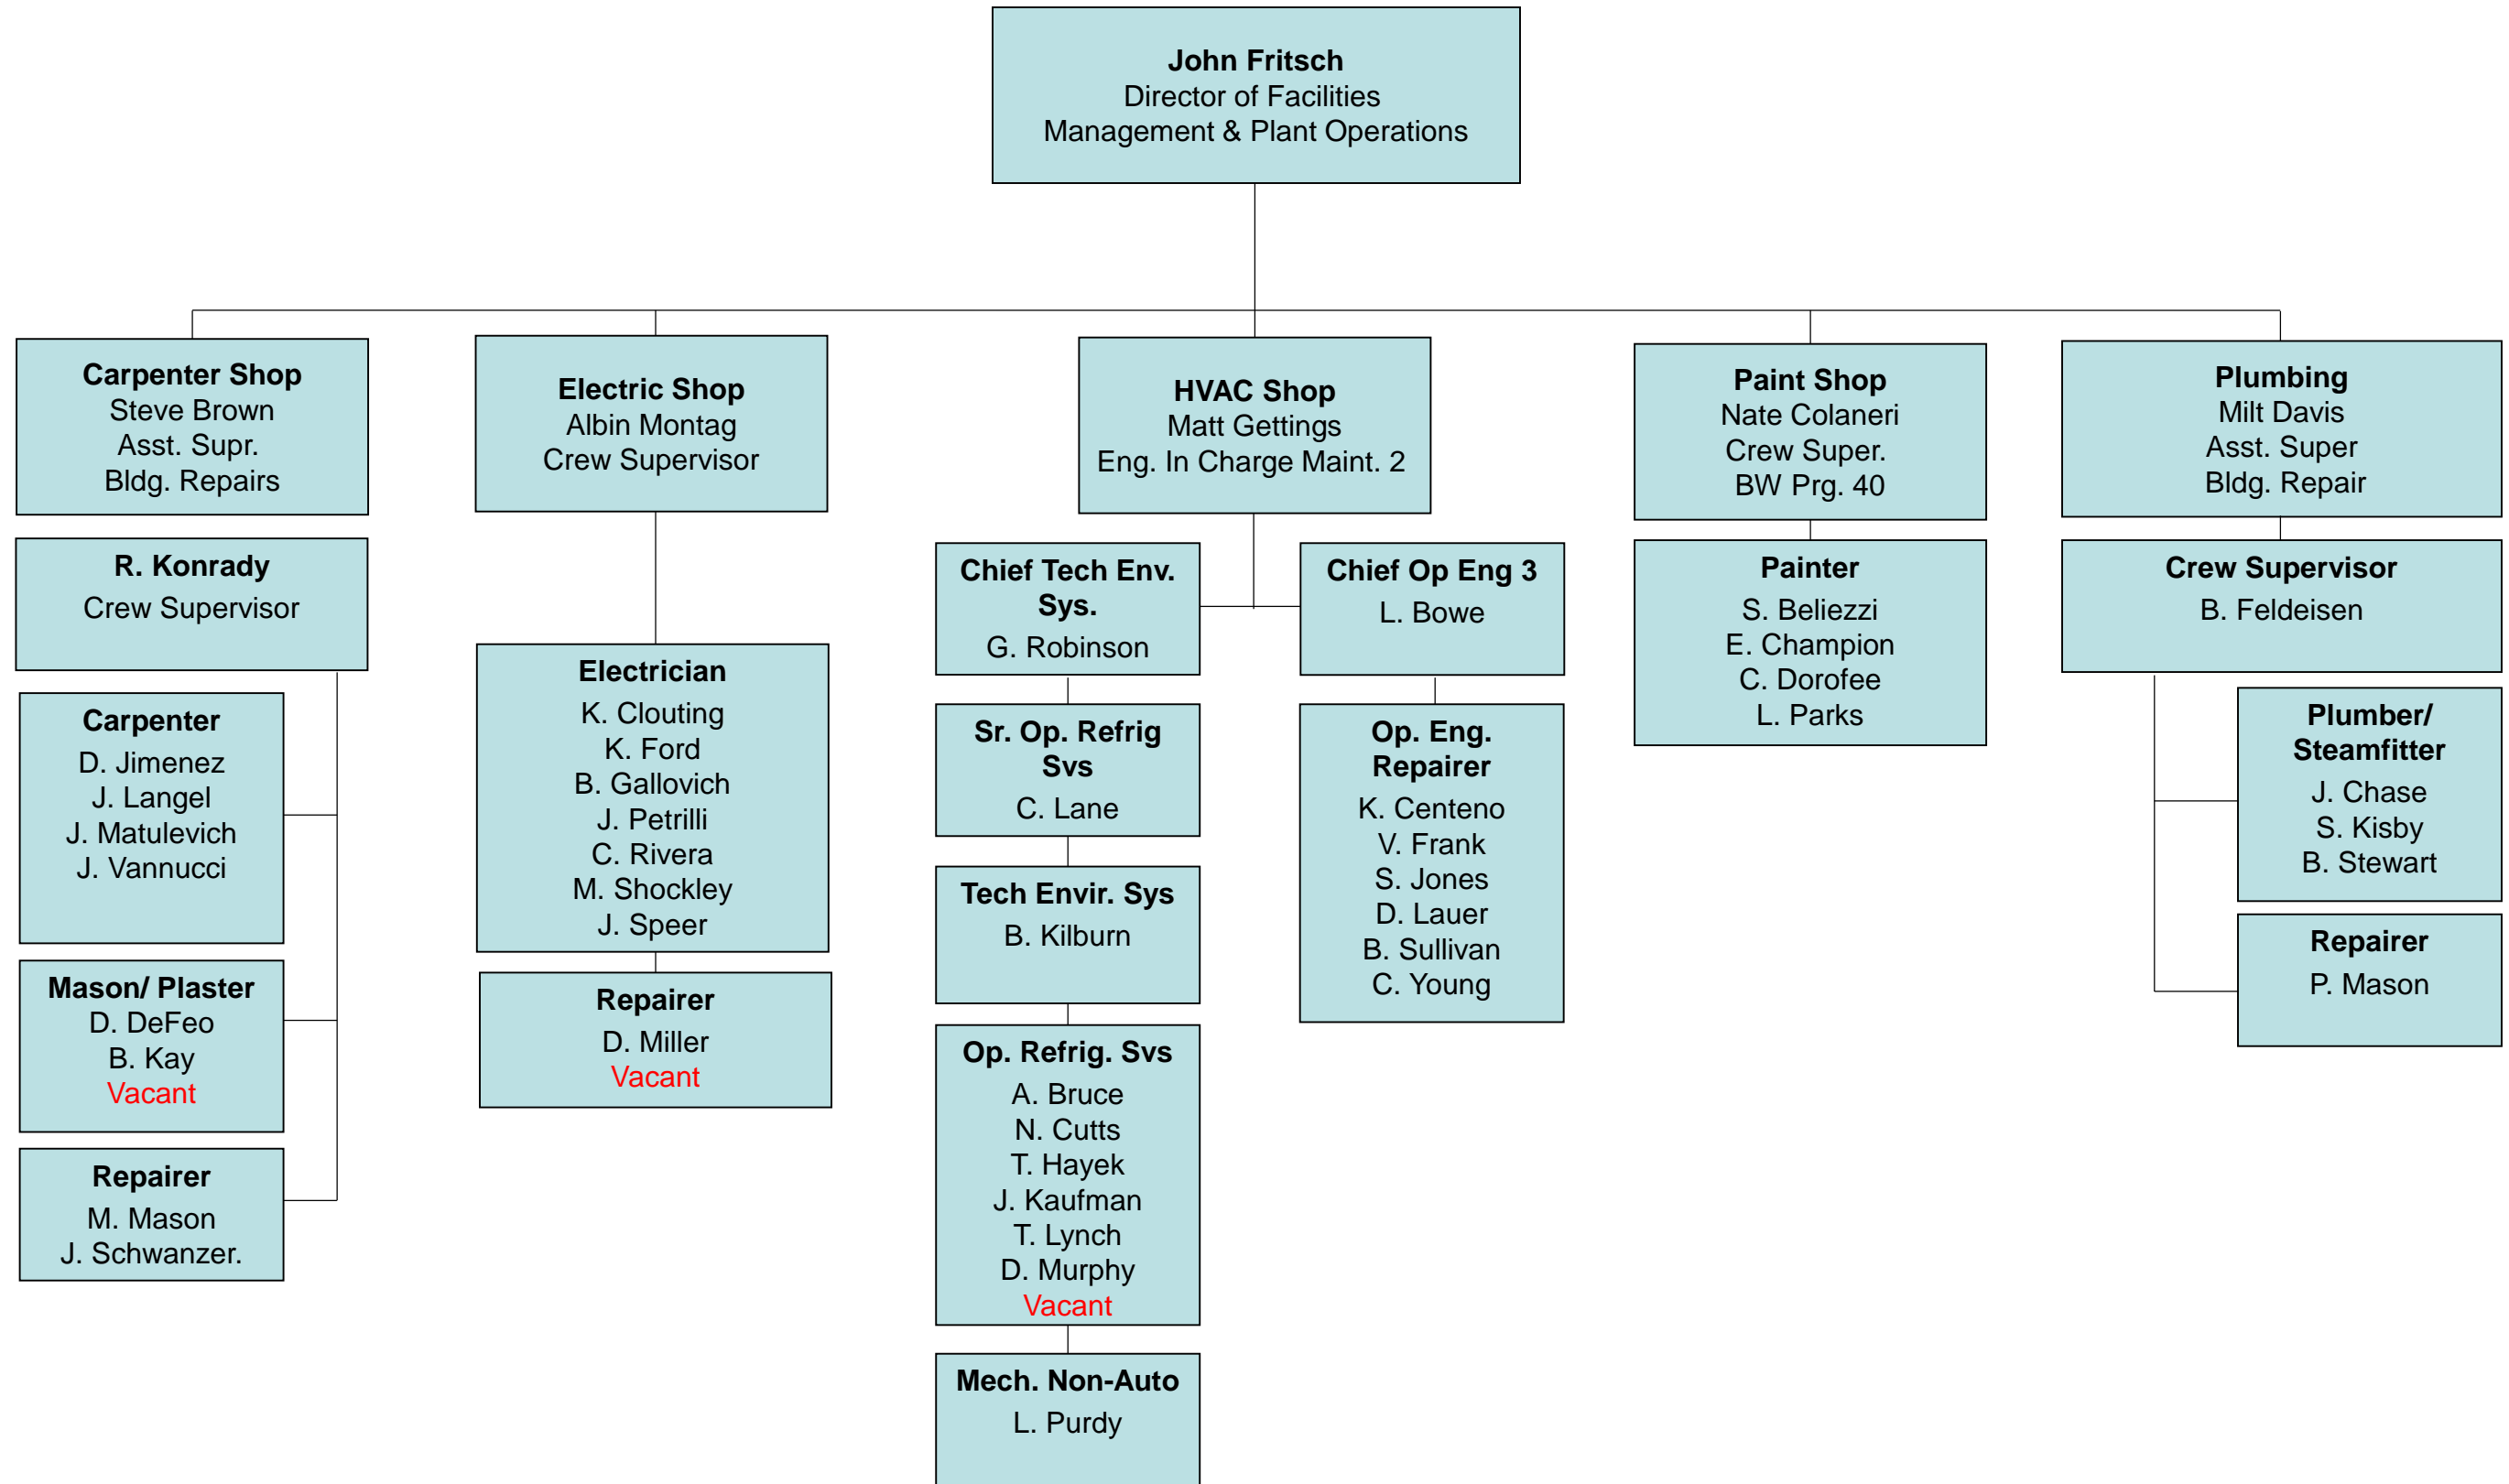 John Fritsch
Director of Facilities
Management & Plant Operations
Carpenter Shop
Steve Brown
Asst. Supr.
Bldg. Repairs
R. Konrady
Crew Supervisor
Carpenter
D. Jimenez
J. Langel
J. Matulevich
J. Vannucci
Mason/ Plaster
D. DeFeo
B. Kay
Vacant
Repairer
M. Mason
J. Schwanzer.
Electric Shop
Albin Montag
Crew Supervisor
Electrician
K. Clouting
K. Ford
B. Gallovich
J. Petrilli
C. Rivera
M. Shockley
J. Speer
Repairer
D. Miller
Vacant
HVAC Shop
Matt Gettings
Eng. In Charge Maint. 2
Chief Tech Env.
Sys.
G. Robinson
Sr. Op. Refrig
Svs
C. Lane
Tech Envir. Sys
B. Kilburn
Op. Refrig. Svs
A. Bruce
N. Cutts
T. Hayek
J. Kaufman
T. Lynch
D. Murphy
Vacant
Mech. Non-Auto
L. Purdy
Chief Op Eng 3
L. Bowe
Op. Eng.
Repairer
K. Centeno
V. Frank
S. Jones
D. Lauer
B. Sullivan
C. Young
Paint Shop
Nate Colaneri
Crew Super.
BW Prg. 40
Painter
S. Beliezzi
E. Champion
C. Dorofee
L. Parks
Plumbing
Milt Davis
Asst. Super
Bldg. Repair
Crew Supervisor
B. Feldeisen
Plumber/
Steamfitter
J. Chase
S. Kisby
B. Stewart
Repairer
P. Mason